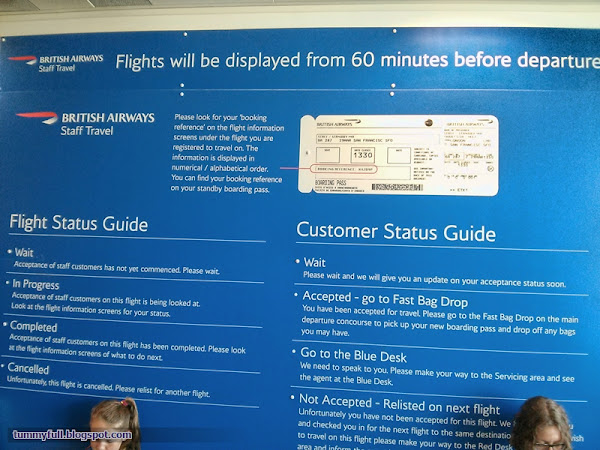 BRITISH AIRWAYS
Staff Travel
Flights will be displayed from 60 minutes before departure
BRITISH AIRWAYS
Staff Travel
Please look for your 'booking
reference' on the flight information
screens under the flight you are
registered to travel on. The
information is displayed in
numerical / alphabetical order.
You can find your booking reference
on your standby boarding pass.
BRITISH AIRWAYS
1330
BOARDING PASS
Flight Status Guide
• Wait
Acceptance of staff customers has not yet commenced. Please wait.
• In Progress
Acceptance of staff customers on this flight is being looked at.
Look at the flight information screens for your status.
• Completed
Acceptance of staff customers on this flight has been completed. Please look
at the flight information screens of what to do next.
• Cancelled
Unfortunately, this flight is cancelled. Please relist for another flight.
Customer Status Guide
• Wait
Please wait and we will give you an update on your acceptance status soon.
• Accepted - go to Fast Bag Drop
You have been accepted for travel. Please go to the Fast Bag Drop on the main
departure concourse to pick up your new boarding pass and drop off any bags
you may have.
• Go to the Blue Desk
We need to speak to you. Please make your way to the Servicing area and see
the agent at the Blue Desk.
• Not Accepted - Relisted on next flight
Unfortunately you have not been accepted for this flight. We
and checked you in for the next flight to the same destination
to travel on this flight please make your way to the Red Desk
area and inform the
tummyfull.blogspot.com